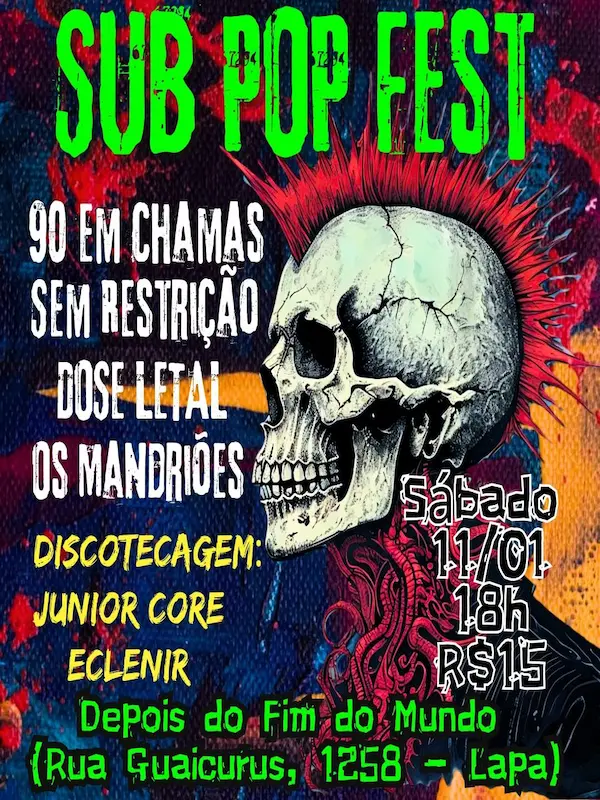 SUB POP FEST
90 EM CHAMAS
SEM RESTRIÇÃO
DOSE LETAL
OS MANDRIÕES
DISCOTECAGEM:
JUNIOR CORE
ECLENIR
Sábado
11/01
18h
R$15
Depois do Fim do Mundo
(Rua Guaicurus, 1258 - Lapa)